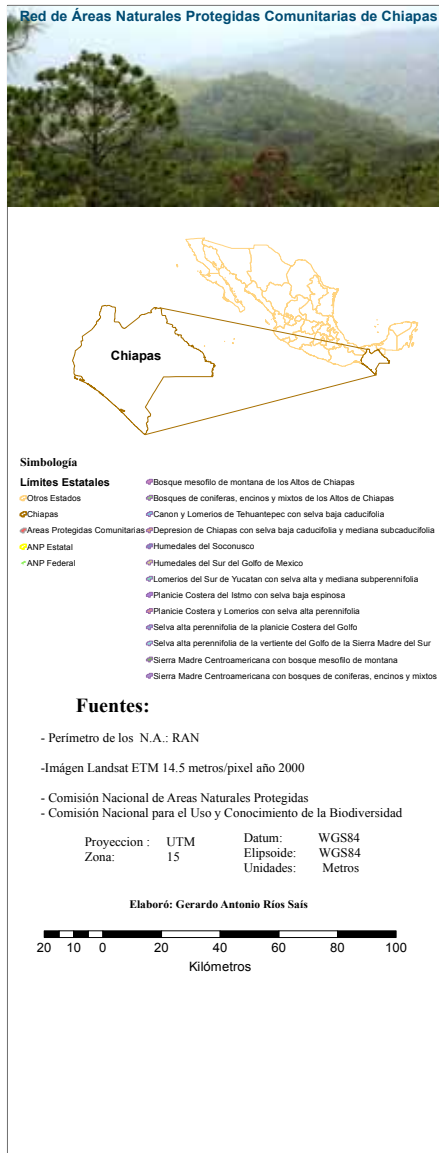 Red de Áreas Naturales Protegidas Comunitarias de Chiapas
Chiapas
Simbología
Límites Estatales
Otros Estados
Chiapas
Areas Protegidas Comunitarias
ANP Estatal
ANP Federal
Bosque mesofilo de montana de los Altos de Chiapas
Bosques de coniferas, encinos y mixtos de los Altos de Chiapas
Canon y Lomerios de Tehuantepec con selva baja caducifolia
Depresion de Chiapas con selva baja caducifolia y mediana subcaducifolia
Humedales del Soconusco
Humedales del Sur del Golfo de Mexico
Lomerios del Sur de Yucatan con selva alta y mediana subperennifolia
Planicie Costera del Istmo con selva baja espinosa
Planicie Costera y Lomerios con selva alta perennifolia
Selva alta perennifolia de la planicie Costera del Golfo
Selva alta perennifolia de la vertiente del Golfo de la Sierra Madre del Sur
Sierra Madre Centroamericana con bosque mesofilo de montana
Sierra Madre Centroamericana con bosques de coniferas, encinos y mixtos
Fuentes:
- Perímetro de los N.A.: RAN
-Imágen Landsat ETM 14.5 metros/pixel año 2000
- Comisión Nacional de Areas Naturales Protegidas
- Comisión Nacional para el Uso y Conocimiento de la Biodiversidad
Proyeccion : UTM
Zona: 15
Datum: WGS84
Elipsoide: WGS84
Unidades: Metros
Elaboró: Gerardo Antonio Ríos Saís
20 10 0 20 40 60 80 100
Kilómetros